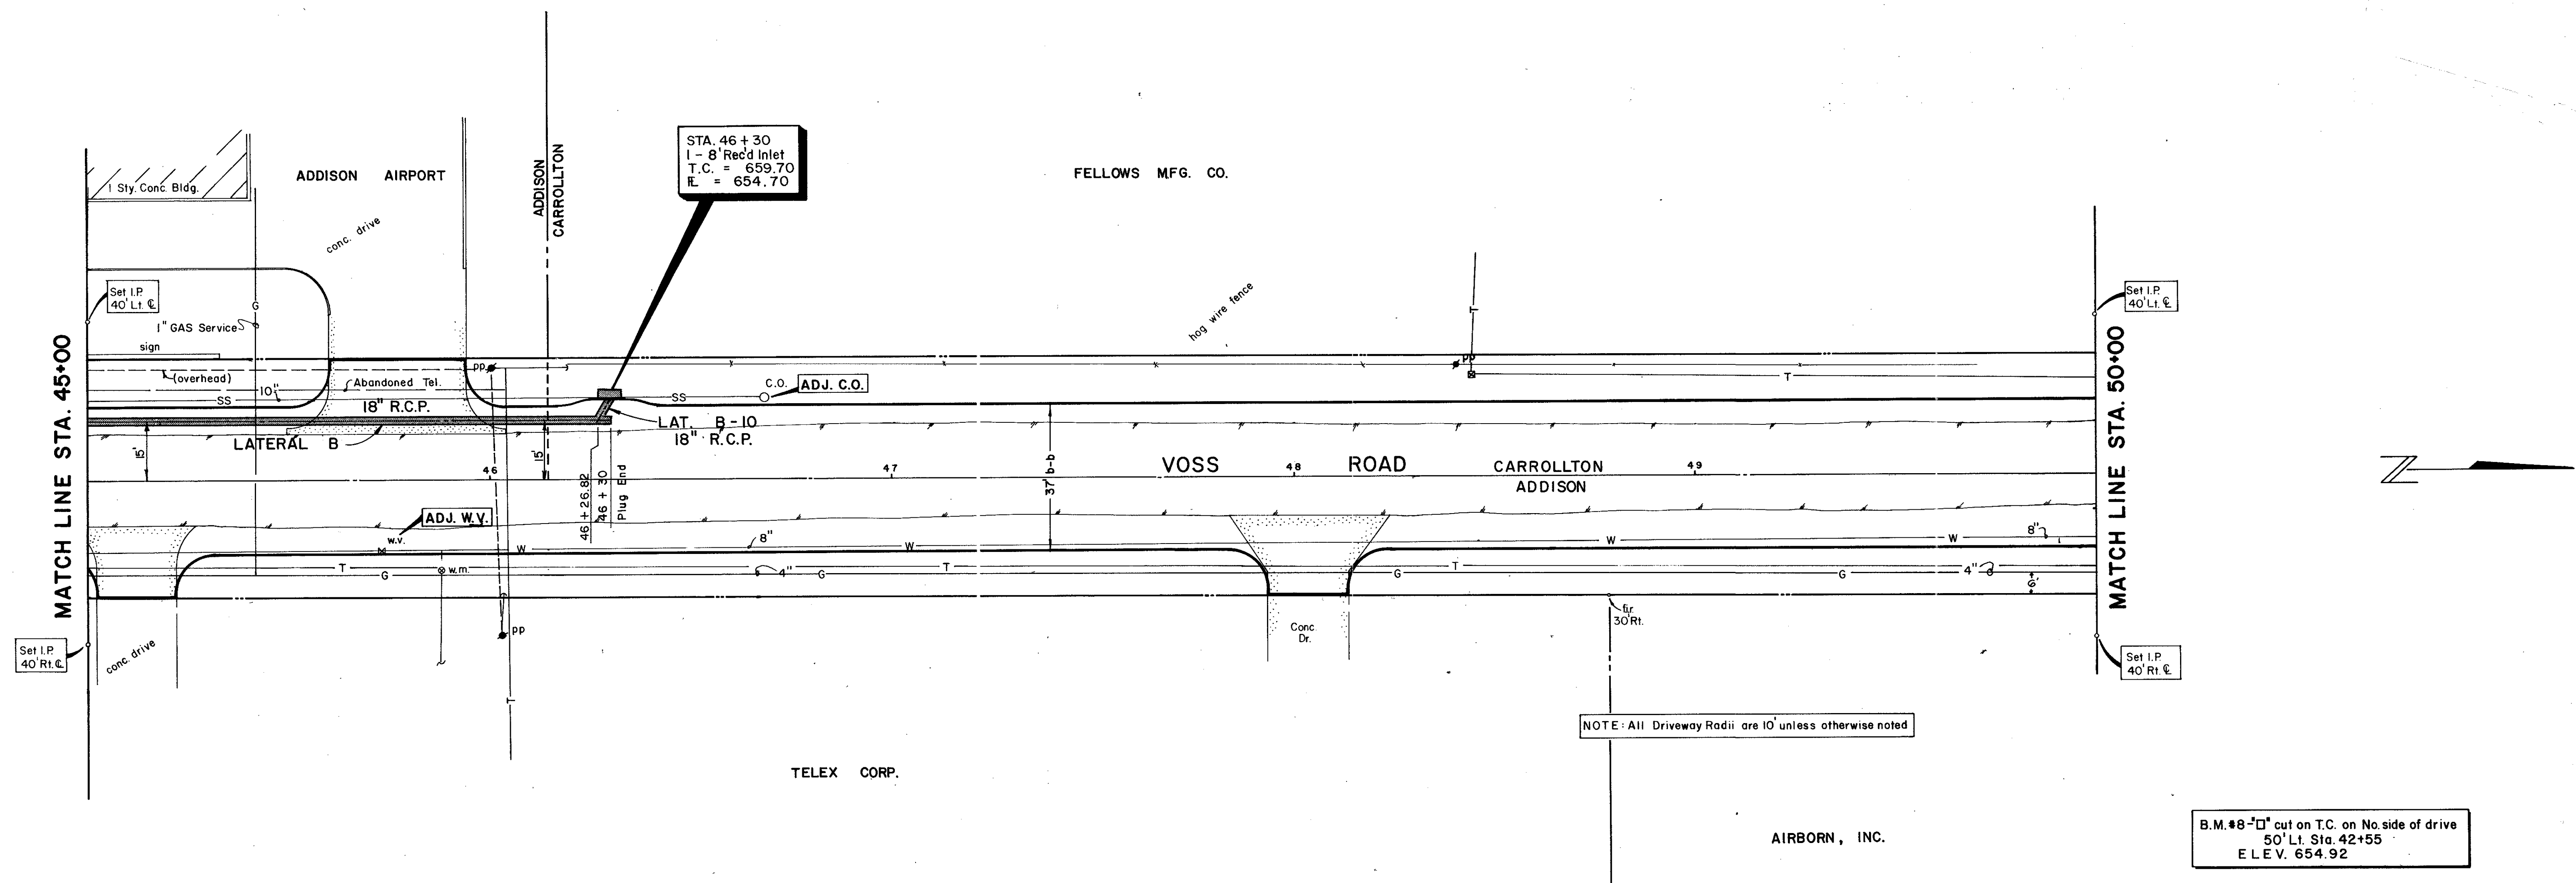 STA. 46 + 30
1 - 8' Rec'd Inlet
T.C. = 659.70
FL = 654.70
ADDISON AIRPORT
1 Sty. Conc. Bldg.
conc. drive
ADDISON
CARROLLTON
FELLOWS MFG. CO.
Set I.P.
40' Lt. ℄
G
1" GAS Service
sign
(overhead)
10"
SS
Abandoned Tel.
18" R.C.P.
LATERAL B
PP
SS
C.O.
ADJ. C.O.
LAT. B-10
18" R.C.P.
hog wire fence
T
PP
T
Set I.P.
40' Lt. ℄
MATCH LINE STA. 45+00
15'
15'
46
46 + 26.82
46 + 30
Plug End
47
37' b-b
VOSS ROAD
48
CARROLLTON
49
ADDISON
MATCH LINE STA. 50+00
ADJ. W.V.
w.v.
W
8"
W
W
W
8"
T
G
w.m.
4"
G
T
G
T
G
4"
6'
PP
T
Conc.
Dr.
f.i.r.
30' Rt.
Set I.P.
40' Rt. ℄
conc. drive
Set I.P.
40' Rt. ℄
NOTE: All Driveway Radii are 10' unless otherwise noted
TELEX CORP.
AIRBORN, INC.
B.M.#8-"□" cut on T.C. on No. side of drive
50' Lt. Sta. 42+55
ELEV. 654.92